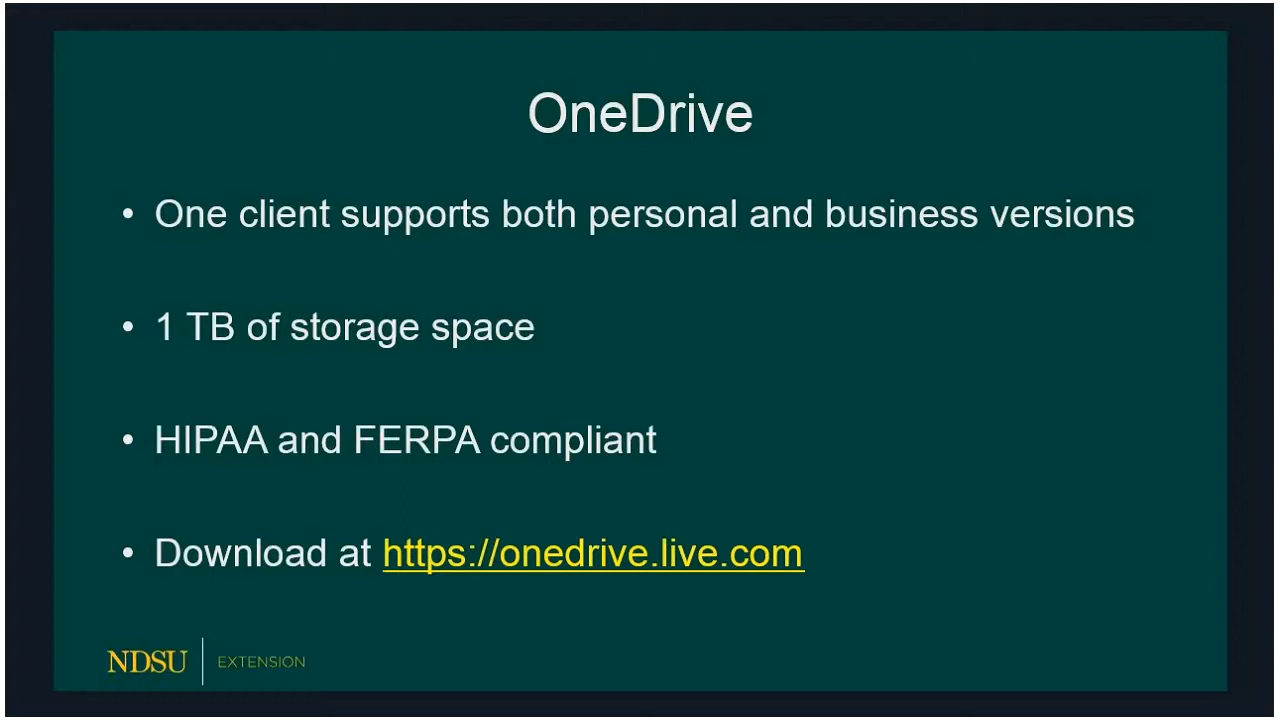 OneDrive
• One client supports both personal and business versions
• 1 TB of storage space
• HIPAA and FERPA compliant
• Download at https://onedrive.live.com
NDSU EXTENSION